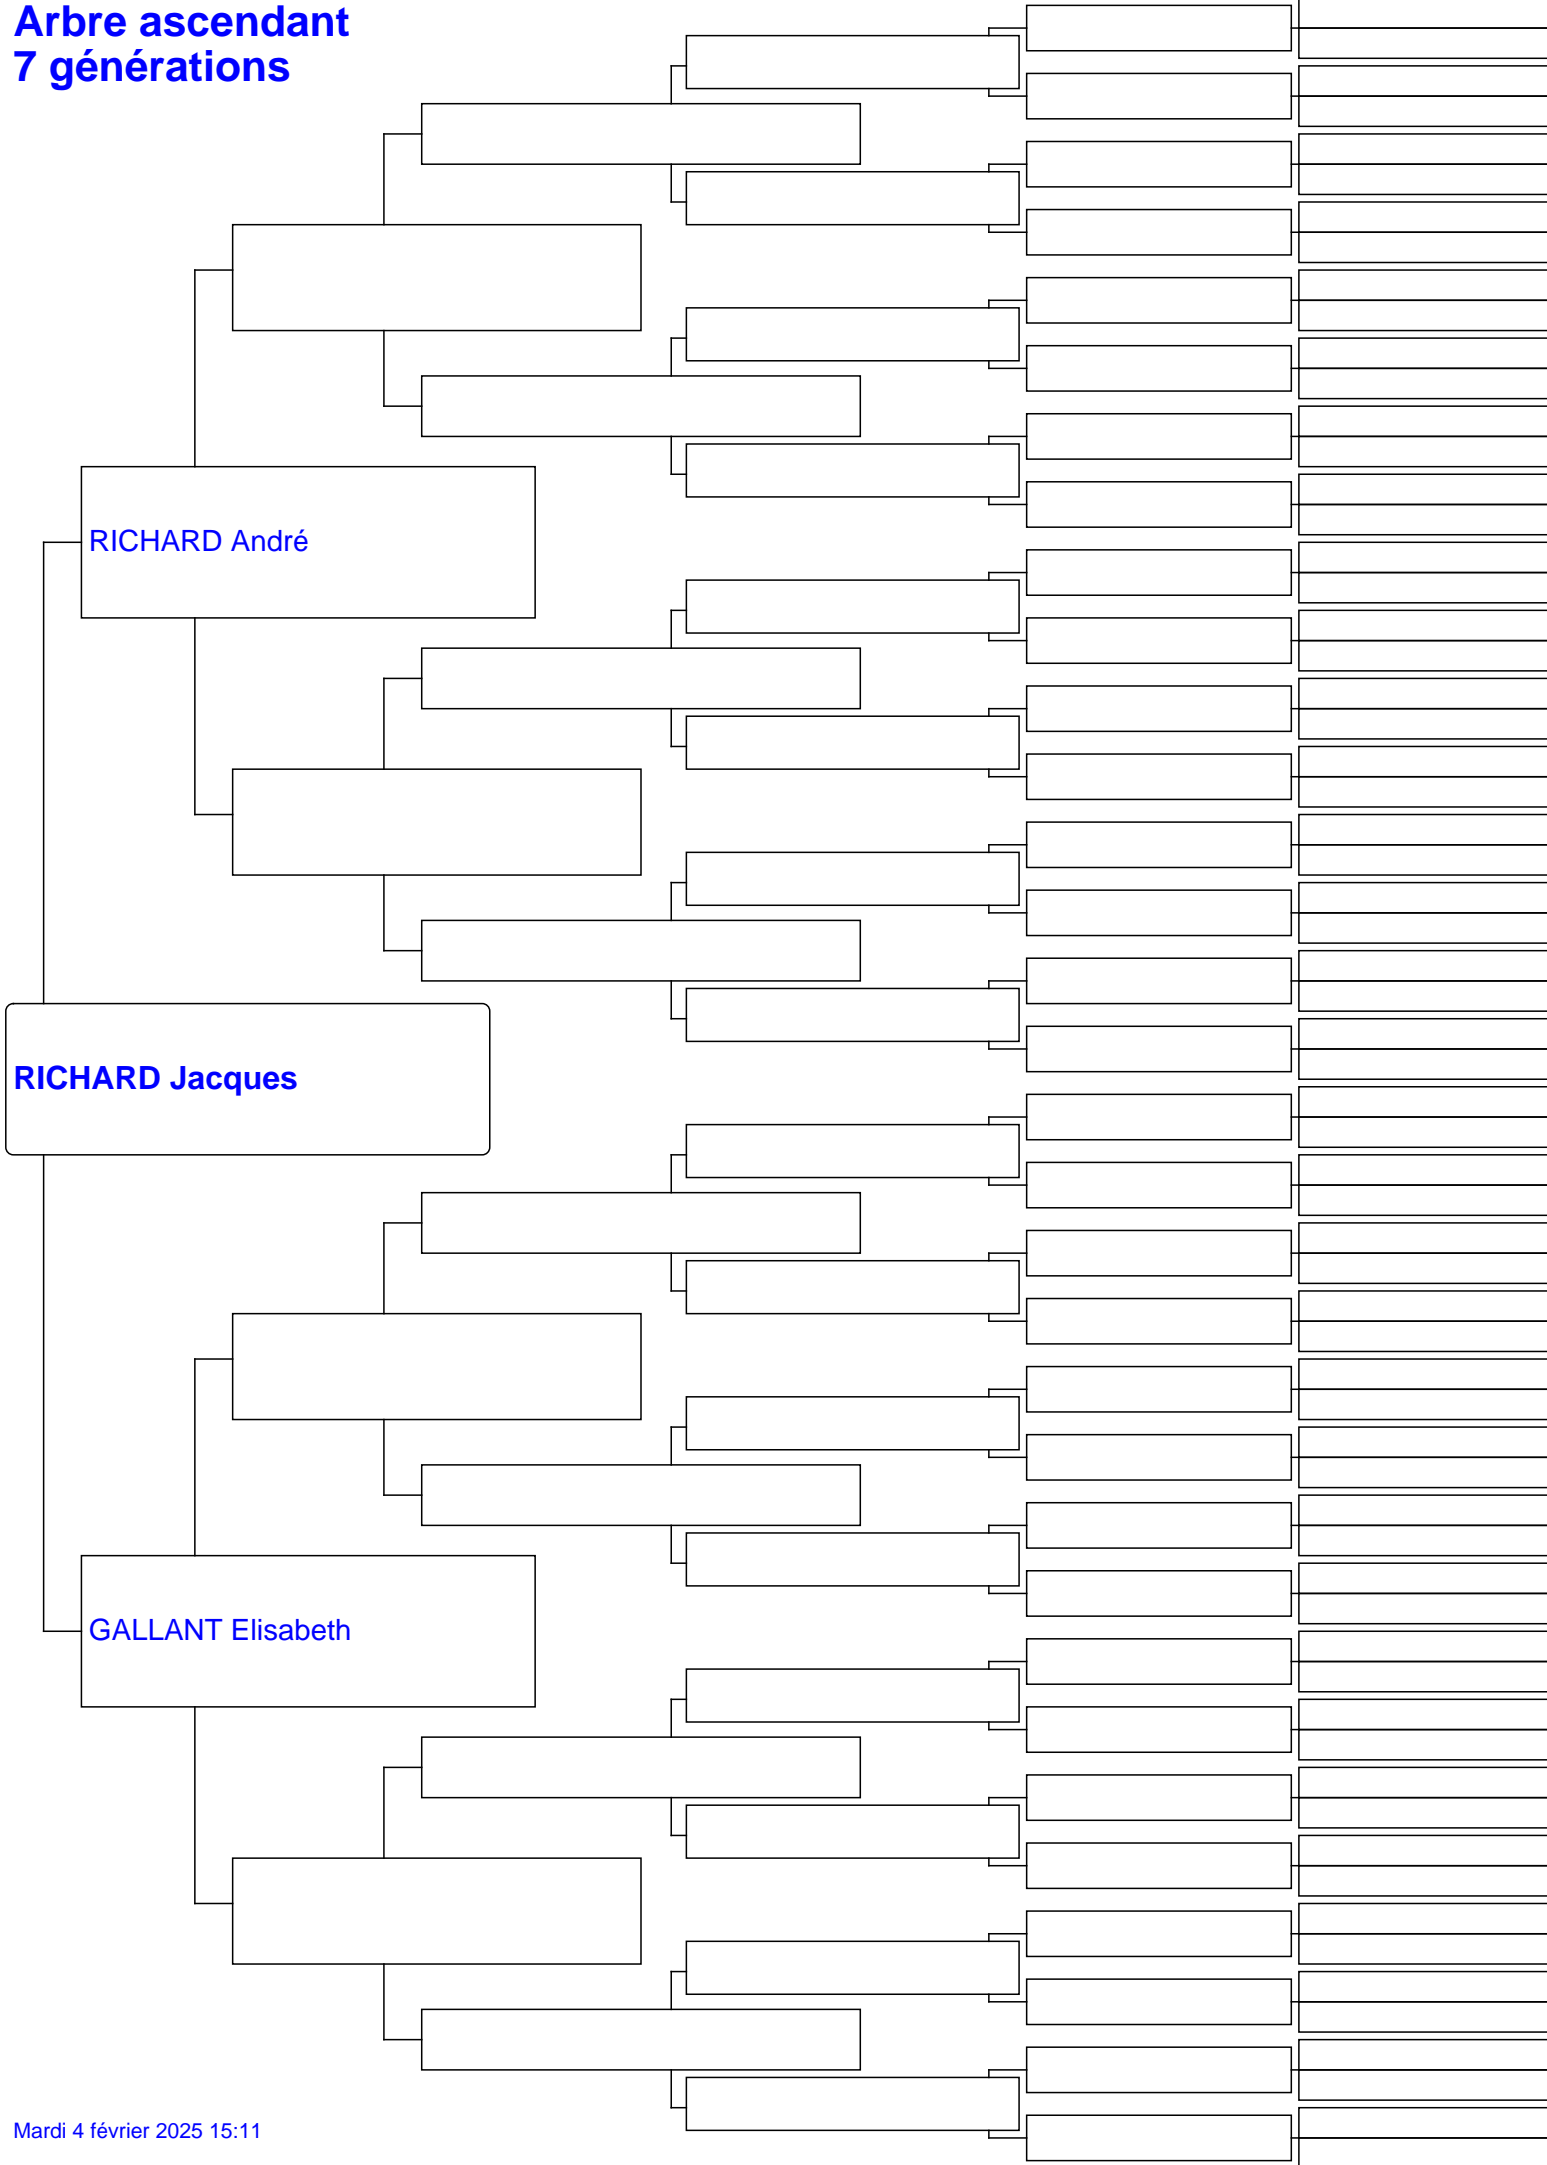 Arbre ascendant
7 générations
RICHARD André
RICHARD Jacques
GALLANT Elisabeth
Mardi 4 février 2025 15:11